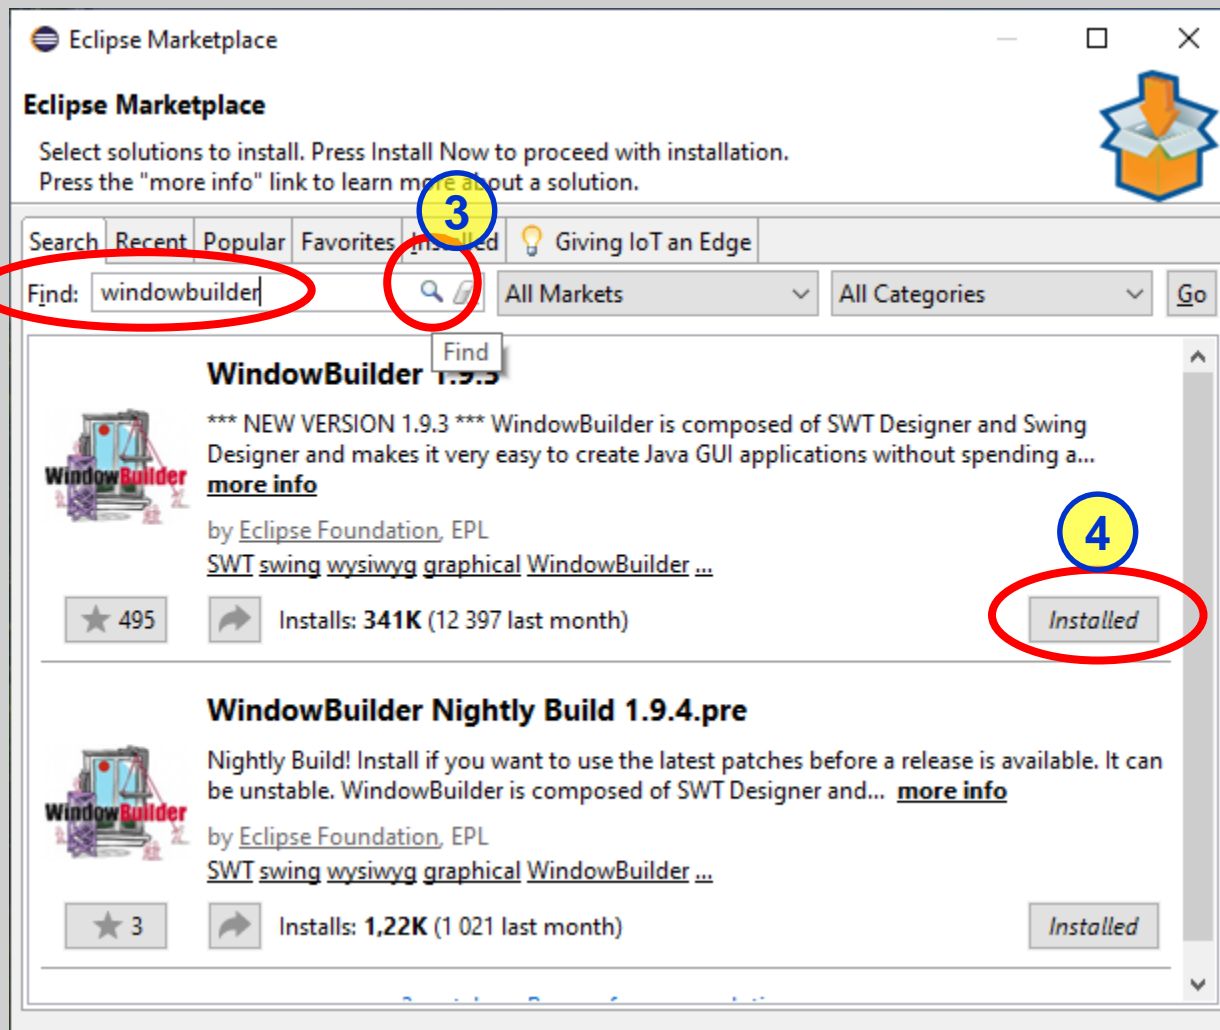 Eclipse Marketplace
Eclipse Marketplace
Select solutions to install. Press Install Now to proceed with installation.
Press the "more info" link to learn more about a solution.
3
Search Recent Popular Favorites Installed Giving IoT an Edge
Find: windowbuilder All Markets All Categories Go
Find
WindowBuilder 1.9.3
*** NEW VERSION 1.9.3 *** WindowBuilder is composed of SWT Designer and Swing
Designer and makes it very easy to create Java GUI applications without spending a...
more info
by Eclipse Foundation, EPL
SWT swing wysiwyg graphical WindowBuilder ...
4
495 Installs: 341K (12 397 last month) Installed
WindowBuilder
WindowBuilder Nightly Build 1.9.4.pre
Nightly Build! Install if you want to use the latest patches before a release is available. It can
be unstable. WindowBuilder is composed of SWT Designer and... more info
by Eclipse Foundation, EPL
SWT swing wysiwyg graphical WindowBuilder ...
3 Installs: 1,22K (1 021 last month) Installed
WindowBuilder